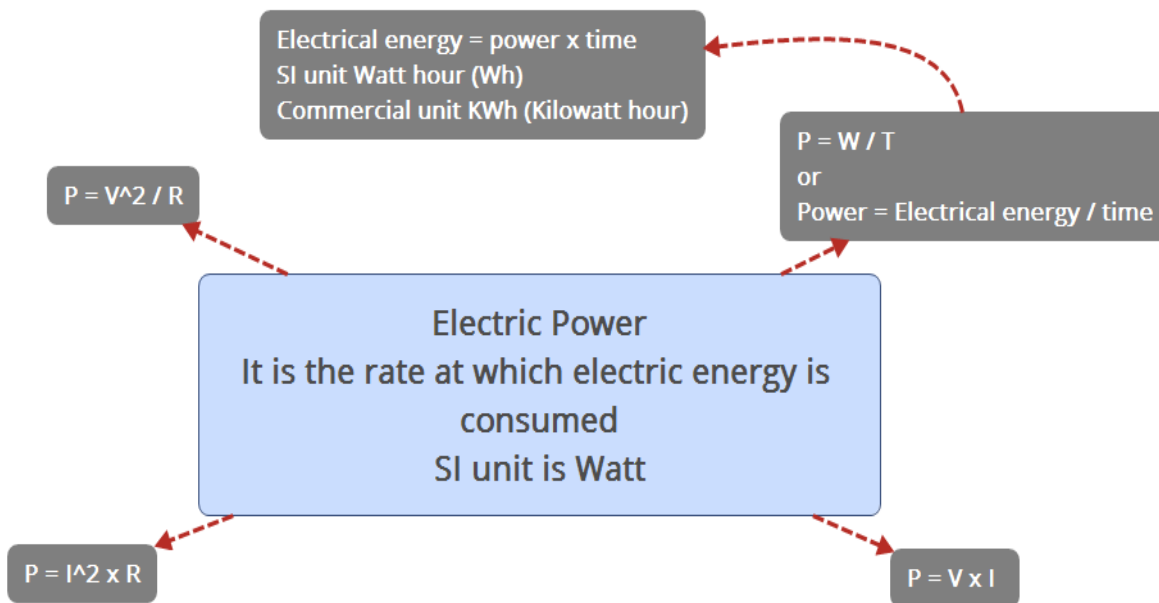 Electrical energy = power x time
SI unit Watt hour (Wh)
Commercial unit KWh (Kilowatt hour)
P = W / T
or
Power = Electrical energy / time
P = V^2 / R
Electric Power
It is the rate at which electric energy is
consumed
SI unit is Watt
P = I^2 x R
P = V x I